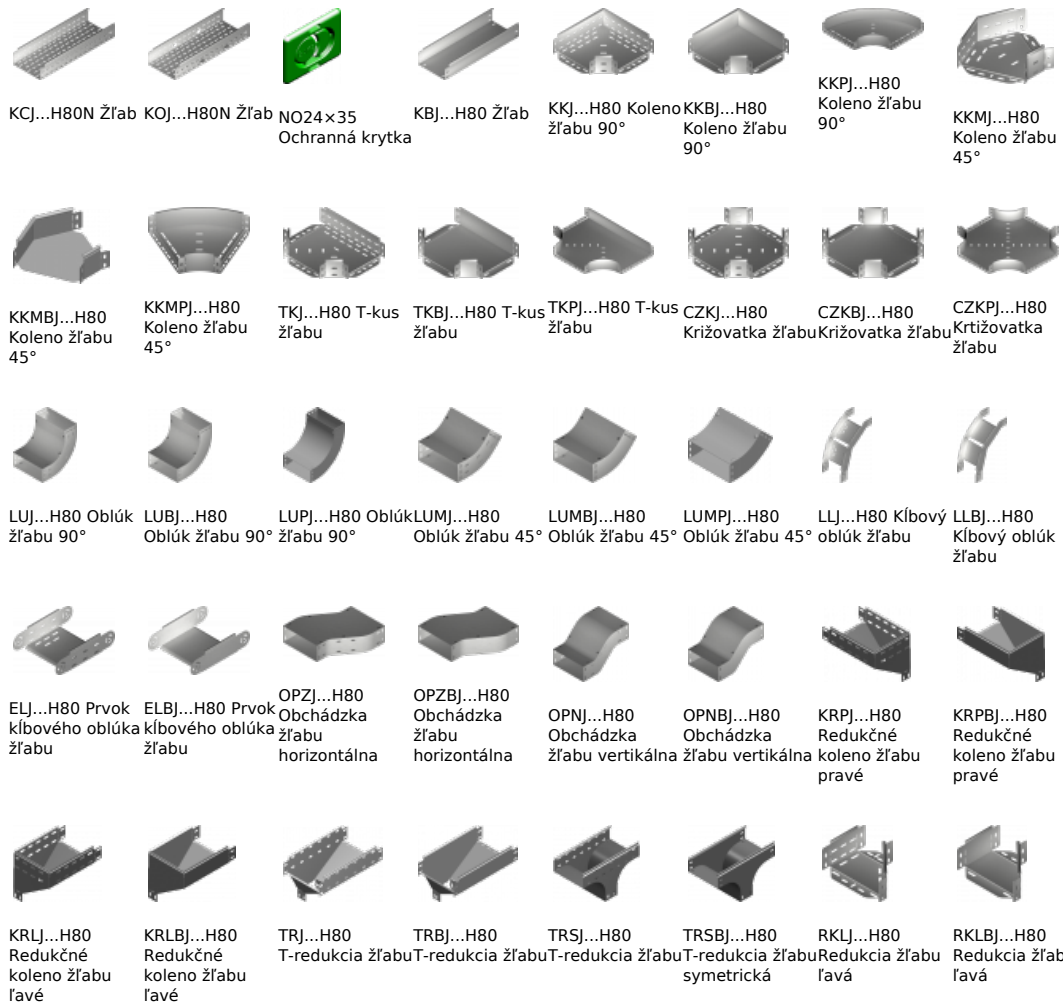 KCJ...H80N Žľab
KOJ...H80N Žľab
NO24×35
Ochranná krytka
KBJ...H80 Žľab
KKJ...H80 Koleno
žľabu 90°
KKBJ...H80
Koleno žľabu
90°
KKPJ...H80
Koleno žľabu
90°
KKMJ...H80
Koleno žľabu
45°
KKMBJ...H80
Koleno žľabu
45°
KKMPJ...H80
Koleno žľabu
45°
TKJ...H80 T-kus
žľabu
TKBJ...H80 T-kus
žľabu
TKPJ...H80 T-kus
žľabu
CZKJ...H80
Križovatka žľabu
CZKBJ...H80
Križovatka žľabu
CZKPJ...H80
Krtižovatka
žľabu
LUJ...H80 Oblúk
žľabu 90°
LUBJ...H80
Oblúk žľabu 90°
LUPJ...H80 Oblúk
žľabu 90°
LUMJ...H80
Oblúk žľabu 45°
LUMBJ...H80
Oblúk žľabu 45°
LUMPJ...H80
Oblúk žľabu 45°
LLJ...H80 Kĺbový
oblúk žľabu
LLBJ...H80
Kĺbový oblúk
žľabu
ELJ...H80 Prvok
kĺbového oblúka
žľabu
ELBJ...H80 Prvok
kĺbového oblúka
žľabu
OPZJ...H80
Obchádzka
žľabu
horizontálna
OPZBJ...H80
Obchádzka
žľabu
horizontálna
OPNJ...H80
Obchádzka
žľabu vertikálna
OPNBJ...H80
Obchádzka
žľabu vertikálna
KRPJ...H80
Redukčné
koleno žľabu
pravé
KRPBJ...H80
Redukčné
koleno žľabu
pravé
KRLJ...H80
Redukčné
koleno žľabu
ľavé
KRLBJ...H80
Redukčné
koleno žľabu
ľavé
TRJ...H80
T-redukcia žľabu
TRBJ...H80
T-redukcia žľabu
TRSJ...H80
T-redukcia žľabu
TRSBJ...H80
T-redukcia žľabu
symetrická
RKLJ...H80
Redukcia žľabu
ľavá
RKLBJ...H80
Redukcia žľab
ľavá